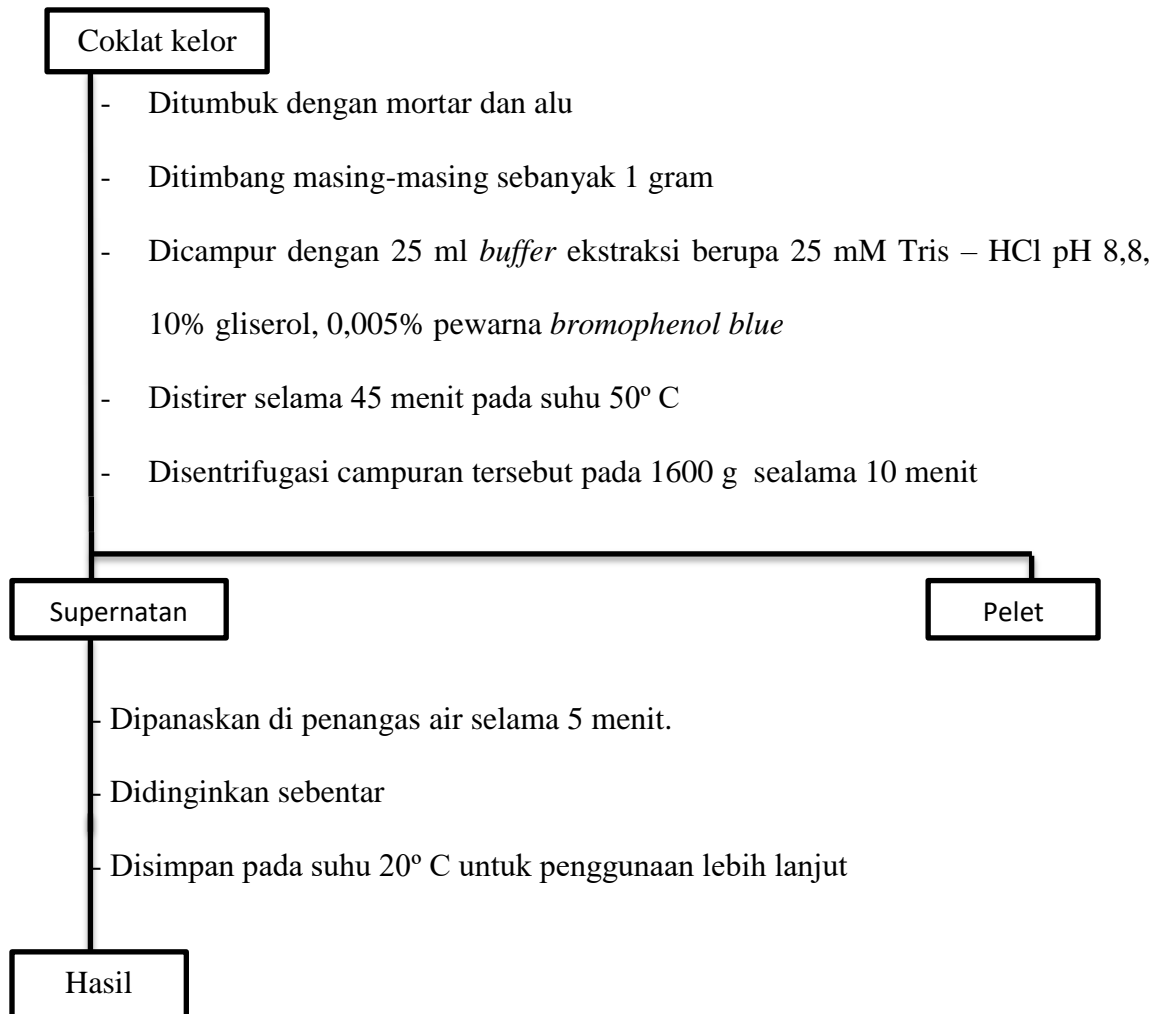 Coklat kelor
- Ditumbuk dengan mortar dan alu
- Ditimbang masing-masing sebanyak 1 gram
- Dicampur dengan 25 ml buffer ekstraksi berupa 25 mM Tris – HCl pH 8,8,
10% gliserol, 0,005% pewarna bromophenol blue
- Distirer selama 45 menit pada suhu 50º C
- Disentrifugasi campuran tersebut pada 1600 g sealama 10 menit
Supernatan
Pelet
- Dipanaskan di penangas air selama 5 menit.
- Didinginkan sebentar
- Disimpan pada suhu 20º C untuk penggunaan lebih lanjut
Hasil